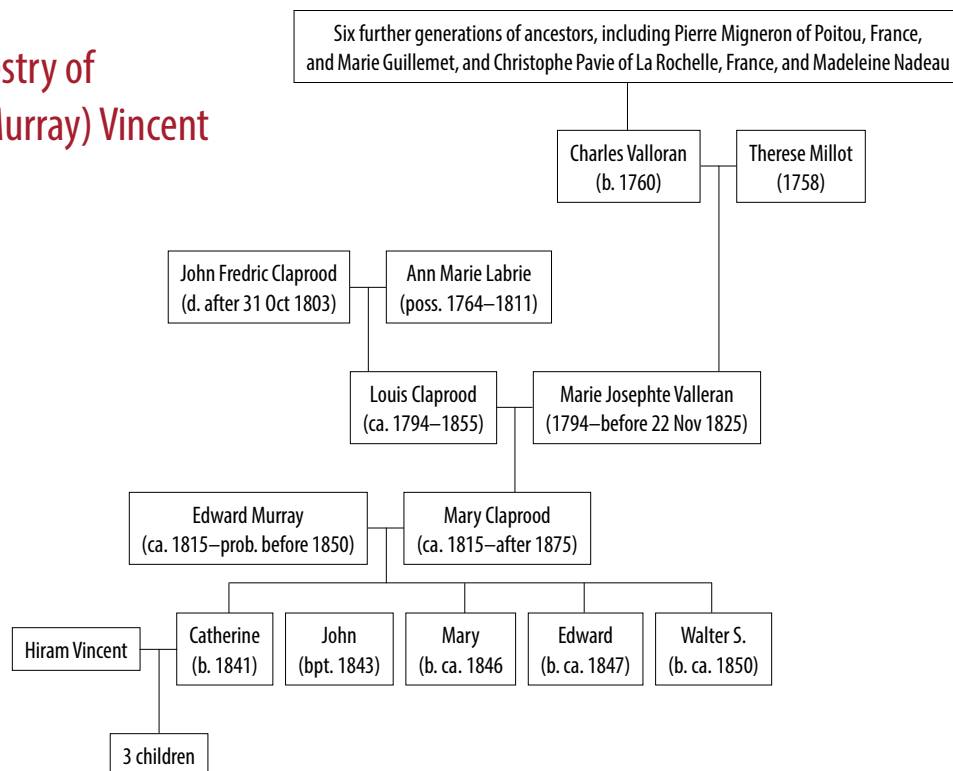 Six further generations of ancestors, including Pierre Migneron of Poitou, France,
and Marie Guillemet, and Christophe Pavie of La Rochelle, France, and Madeleine Nadeau
estry of
Murray) Vincent
Charles Valloran
(b. 1760)
Therese Millot
(1758)
John Fredric Claprood
(d. after 31 Oct 1803)
Ann Marie Labrie
(poss. 1764–1811)
Louis Claprood
(ca. 1794–1855)
Marie Josephte Valleran
(1794–before 22 Nov 1825)
Edward Murray
(ca. 1815–prob. before 1850)
Mary Claprood
(ca. 1815–after 1875)
Hiram Vincent
Catherine
(b. 1841)
John
(bpt. 1843)
Mary
(b. ca. 1846
Edward
(b. ca. 1847)
Walter S.
(b. ca. 1850)
3 children